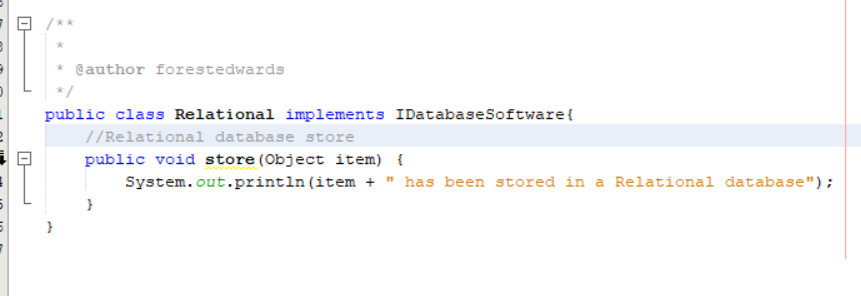 /**
*
* @author forestedwards
*/
public class Relational implements IDatabaseSoftware{
//Relational database store
public void store(Object item) {
System.out.println(item + " has been stored in a Relational database");
}
}